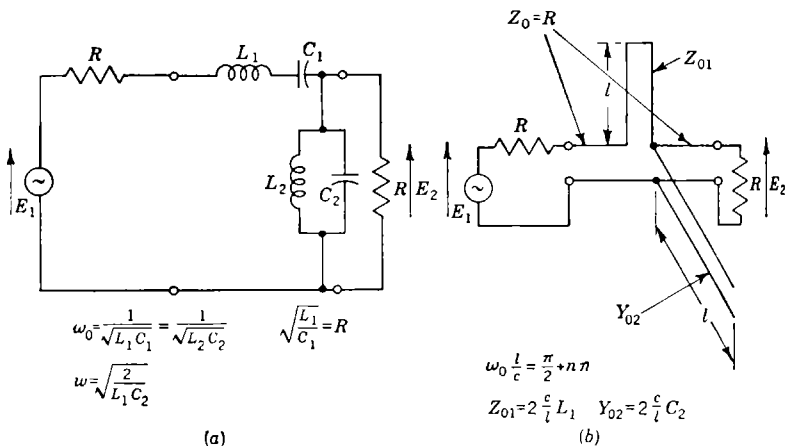 R
L₁
C₁
E₁
L₂
C₂
R
E₂
ω₀=1/√(L₁C₁) = 1/√(L₂C₂)
√(L₁/C₁)=R
w=√(2/(L₁C₂))
(a)
Z₀=R
Z₀₁
l
R
E₁
R
E₂
Y₀₂
l
ω₀ l/c = π/2 + nπ
Z₀₁=2 c/l L₁ Y₀₂=2 c/l C₂
(b)